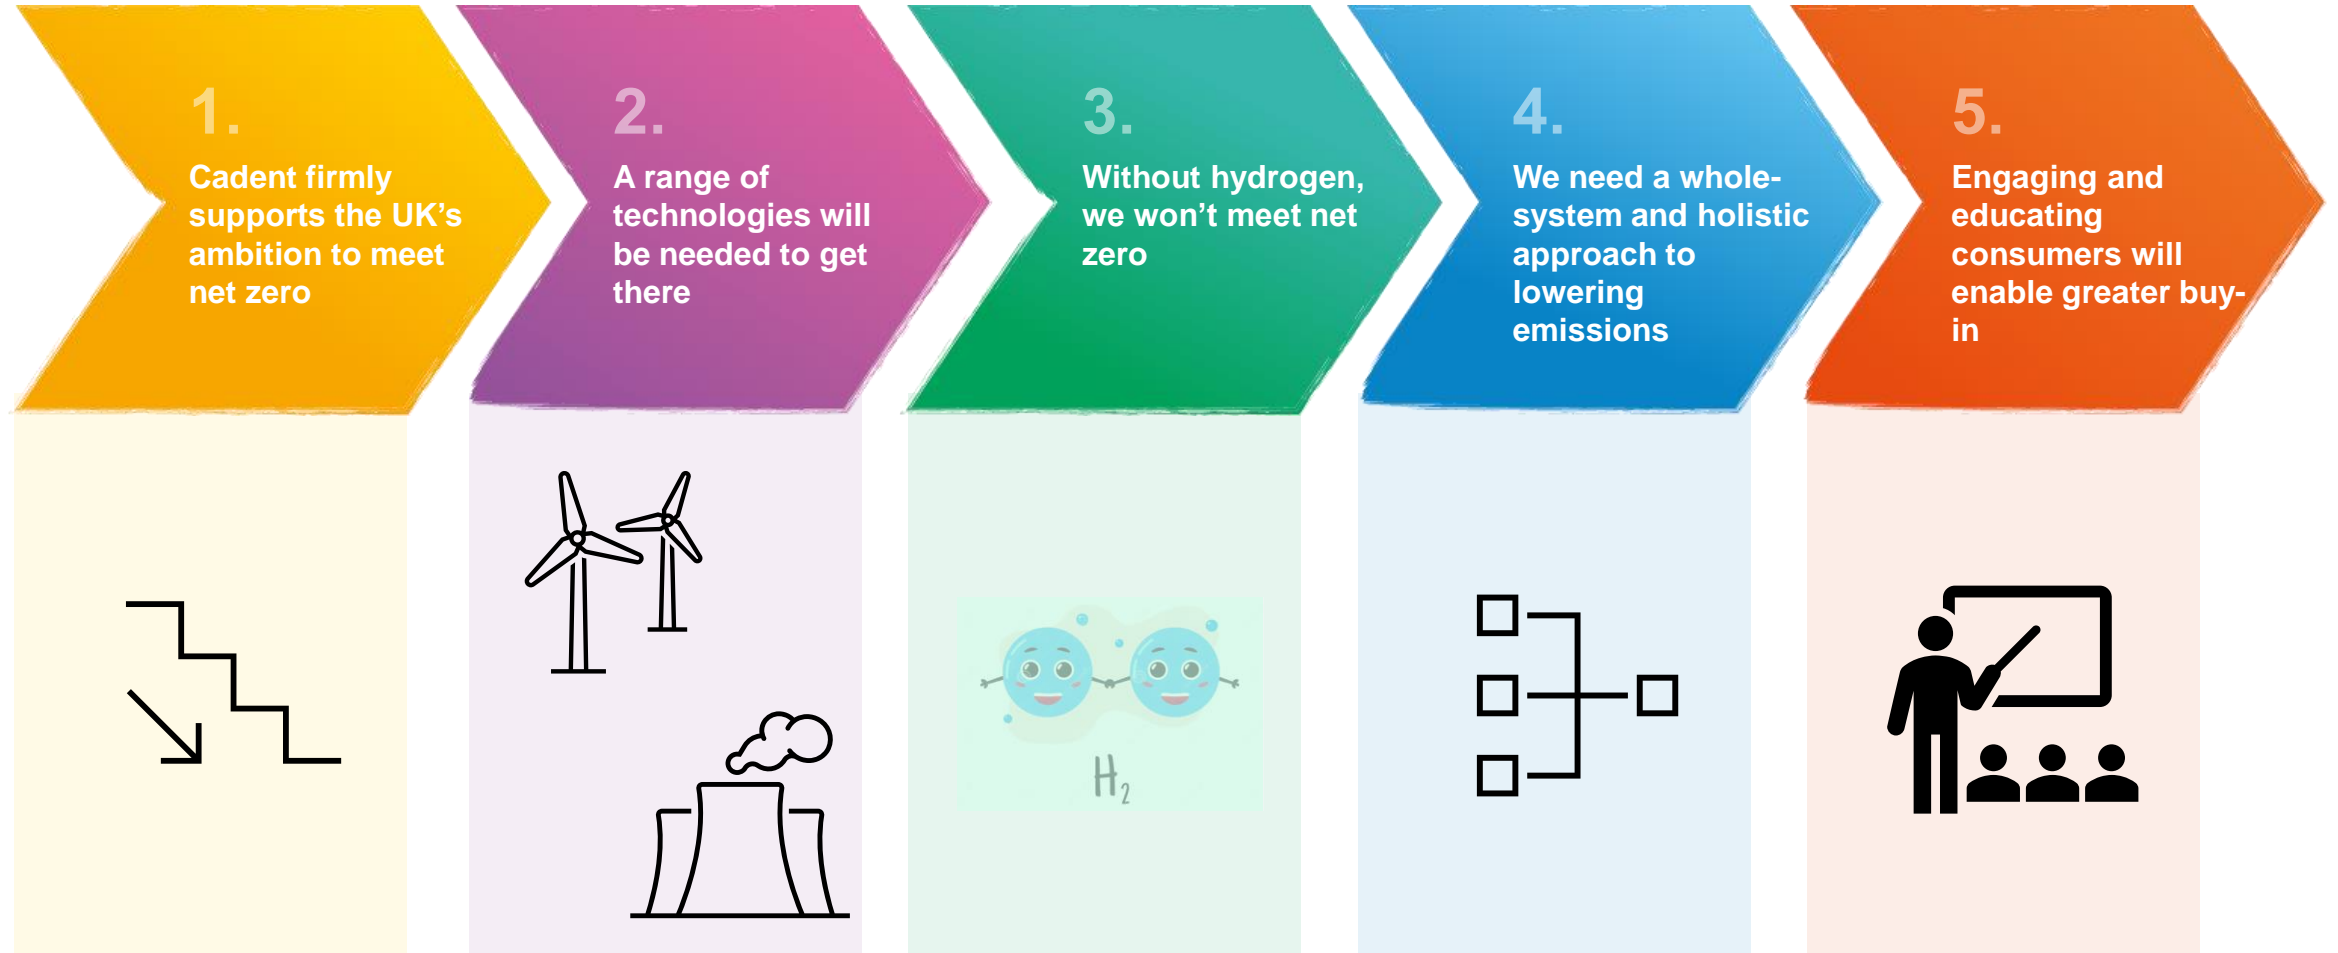 1.
Cadent firmly
supports the UK’s
ambition to meet
net zero
2.
A range of
technologies will
be needed to get
there
3.
Without hydrogen,
we won’t meet net
zero
4.
We need a whole-
system and holistic
approach to
lowering
emissions
5.
Engaging and
educating
consumers will
enable greater buy-
in
H₂